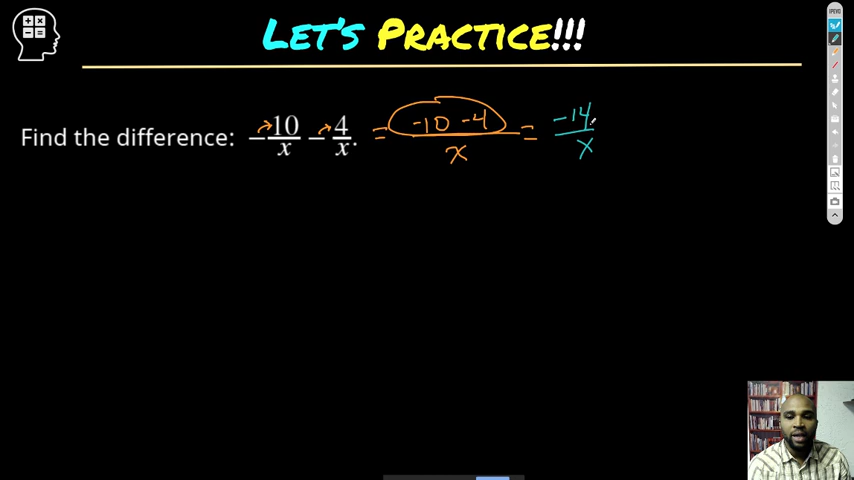 LET'S PRACTICE!!!
Find the difference: −10/x − 4/x. = -10 -4/x = -14/x